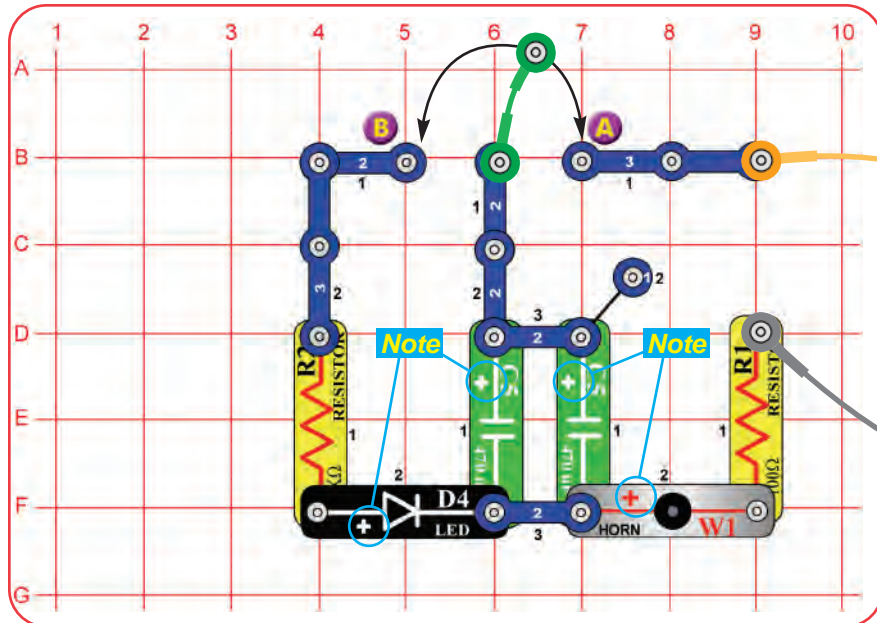 1 2 3 4 5 6 7 8 9 10
A
B A
B 2 1 1 2 3 1
C
3 2 2 2 1 2
D 3 2
Note Note
R2 RESISTOR + C5 + R1
E
1 1 1 1
2 2
+ D4 LED
F 2 3
+ HORN W1
100Ω
G